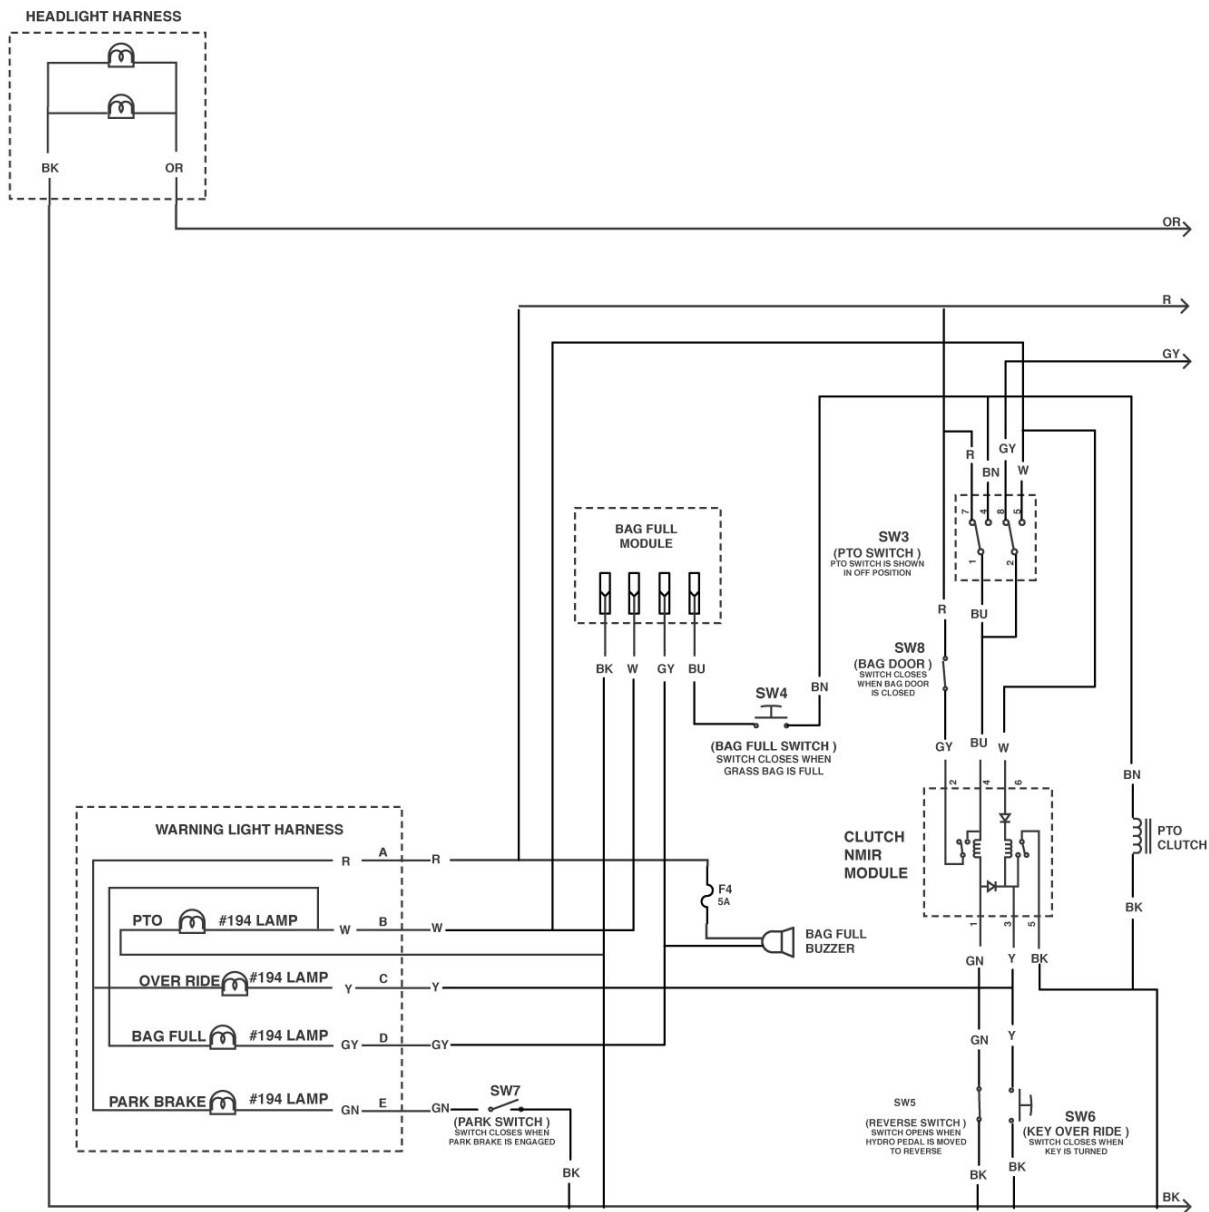 HEADLIGHT HARNESS
BK
OR
OR
R
GY
R
BN
GY
W
7
4
8
5
SW3
(PTO SWITCH )
PTO SWITCH IS SHOWN
IN OFF POSITION
1
2
BAG FULL
MODULE
BK
W
GY
BU
R
BU
SW8
(BAG DOOR )
SWITCH CLOSES
WHEN BAG DOOR
IS CLOSED
SW4
BN
(BAG FULL SWITCH )
SWITCH CLOSES WHEN
GRASS BAG IS FULL
GY
BU
W
2
4
6
BN
PTO
CLUTCH
CLUTCH
NMIR
MODULE
BK
1
3
5
GN
Y
BK
WARNING LIGHT HARNESS
R
A
R
F4
5A
PTO
#194 LAMP
W
B
W
BAG FULL
BUZZER
OVER RIDE
#194 LAMP
Y
C
Y
BAG FULL
#194 LAMP
GY
D
GY
GN
Y
PARK BRAKE
#194 LAMP
GN
E
GN
SW7
(PARK SWITCH )
SWITCH CLOSES WHEN
PARK BRAKE IS ENGAGED
BK
SW5
(REVERSE SWITCH )
SWITCH OPENS WHEN
HYDRO PEDAL IS MOVED
TO REVERSE
SW6
(KEY OVER RIDE )
SWITCH CLOSES WHEN
KEY IS TURNED
BK
BK
BK